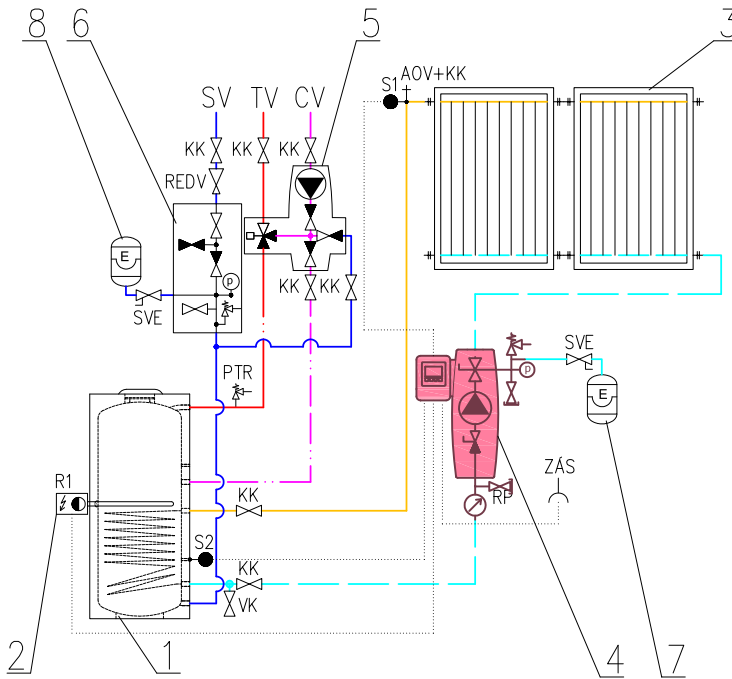 8 6 5 3
S1 AOV+KK
SV TV CV
KK KK KK
REDV
E
p
SVE
KK KK
PTR
SVE
p
E
R1
KK
ZÁS
RP
S2
KK
VK
2 1 4 7